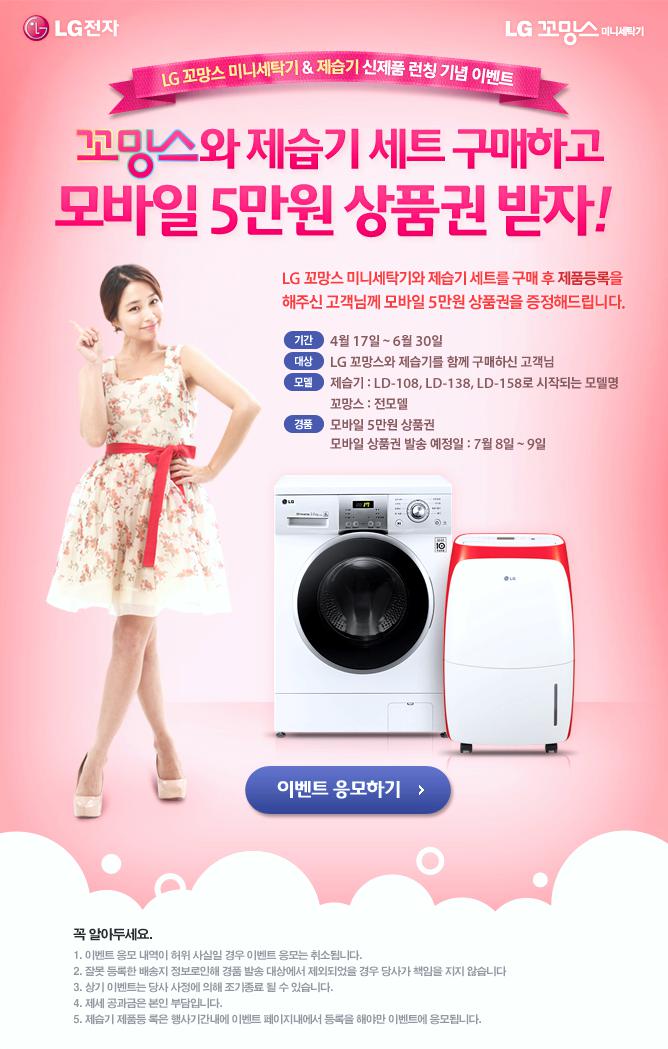 LG전자
LG 꼬망스 미니세탁기
LG 꼬망스 미니세탁기 & 제습기 신제품 런칭 기념 이벤트
꼬망스와 제습기 세트 구매하고
모바일 5만원 상품권 받자!
LG 꼬망스 미니세탁기와 제습기 세트를 구매 후 제품등록을
해주신 고객님께 모바일 5만원 상품권을 증정해드립니다.
기간 4월 17일 ~ 6월 30일
대상 LG 꼬망스와 제습기를 함께 구매하신 고객님
모델 제습기 : LD-108, LD-138, LD-158로 시작되는 모델명
꼬망스 : 전모델
경품 모바일 5만원 상품권
모바일 상품권 발송 예정일 : 7월 8일 ~ 9일
LG
LG
이벤트 응모하기 >
꼭 알아두세요.
1. 이벤트 응모 내역이 허위 사실일 경우 이벤트 응모는 취소됩니다.
2. 잘못 등록한 배송지 정보로인해 경품 발송 대상에서 제외되었을 경우 당사가 책임을 지지 않습니다
3. 상기 이벤트는 당사 사정에 의해 조기종료 될 수 있습니다.
4. 제세 공과금은 본인 부담입니다.
5. 제습기 제품등 록은 행사기간내에 이벤트 페이지내에서 등록을 해야만 이벤트에 응모됩니다.